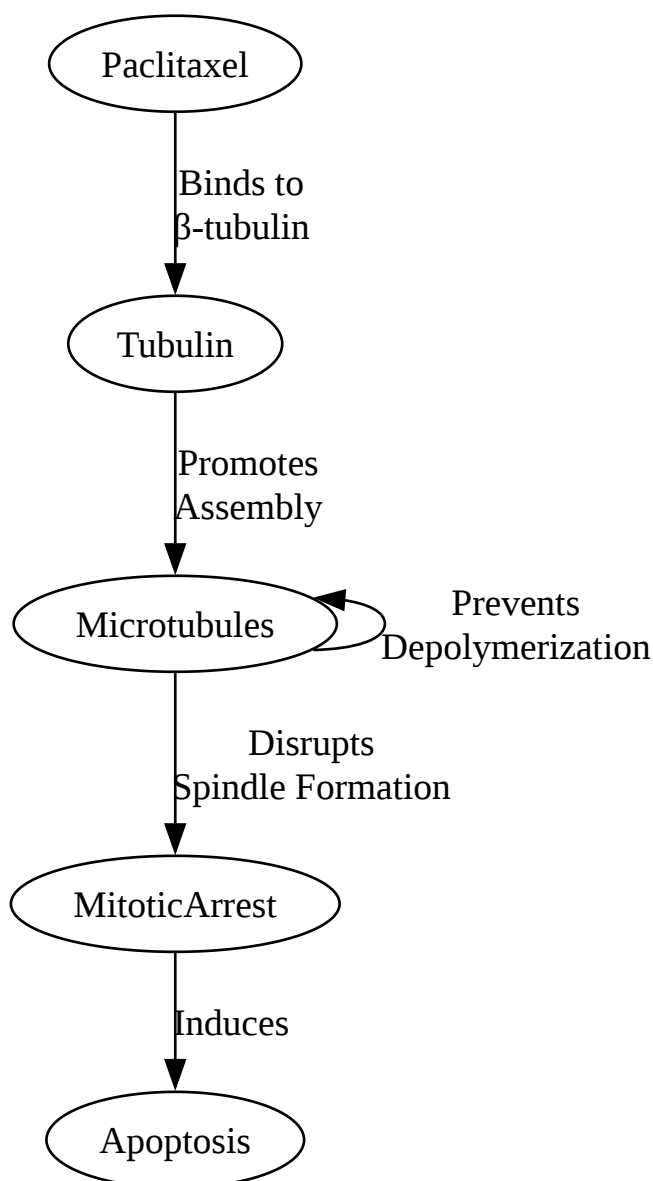 Paclitaxel
Binds to
β-tubulin
Tubulin
Promotes
Assembly
Microtubules
Prevents
Depolymerization
Disrupts
Spindle Formation
MitoticArrest
Induces
Apoptosis